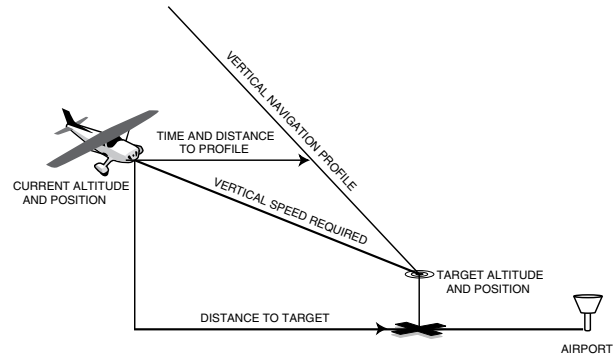 VERTICAL NAVIGATION PROFILE
TIME AND DISTANCE
TO PROFILE
CURRENT ALTITUDE
AND POSITION
VERTICAL SPEED REQUIRED
TARGET ALTITUDE
AND POSITION
DISTANCE TO TARGET
AIRPORT